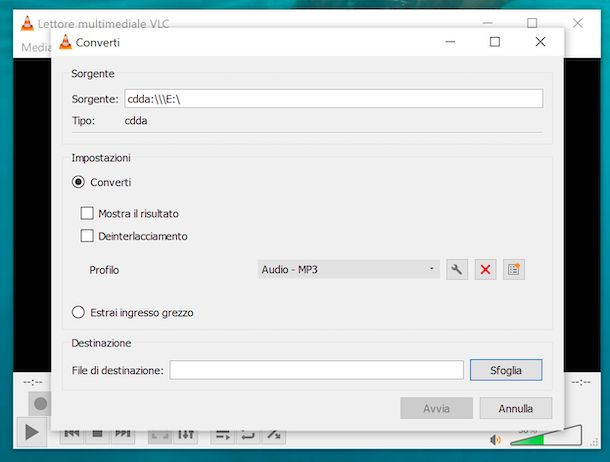 Lettore multimediale VLC
Media
Converti
Sorgente
Sorgente: cdda:\\\E:\
Tipo: cdda
Impostazioni
Converti
Mostra il risultato
Deinterlacciamento
Profilo Audio - MP3
Estrai ingresso grezzo
Destinazione
File di destinazione: Sfoglia
--:-- --:--
Avvia Annulla